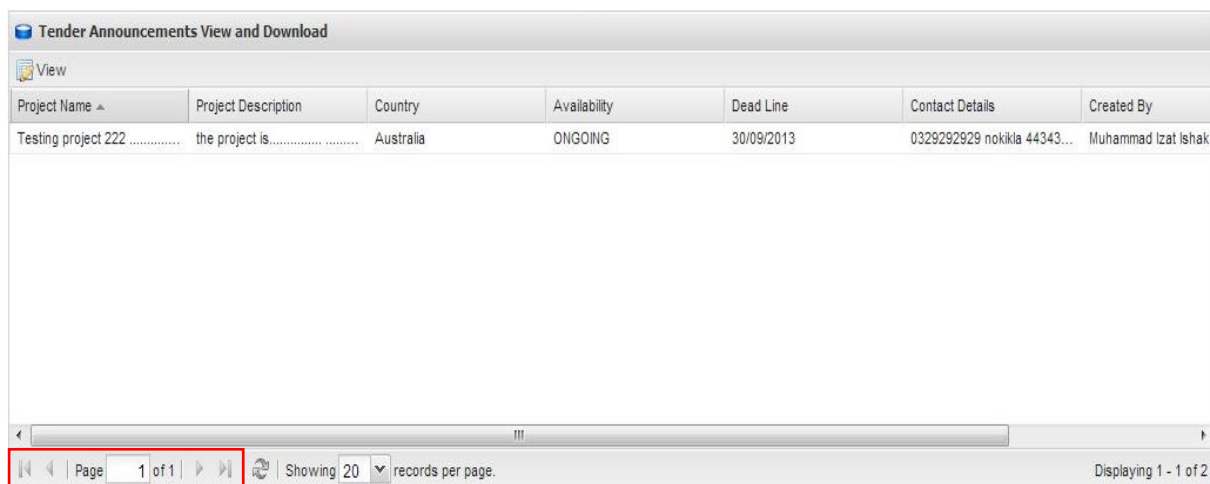 Tender Announcements View and Download
View
Project Name Project Description Country Availability Dead Line Contact Details Created By
Testing project 222 .............. the project is............... ......... Australia ONGOING 30/09/2013 0329292929 nokikla 44343... Muhammad Izat Ishak
Page 1 of 1 Showing 20 records per page. Displaying 1 - 1 of 2